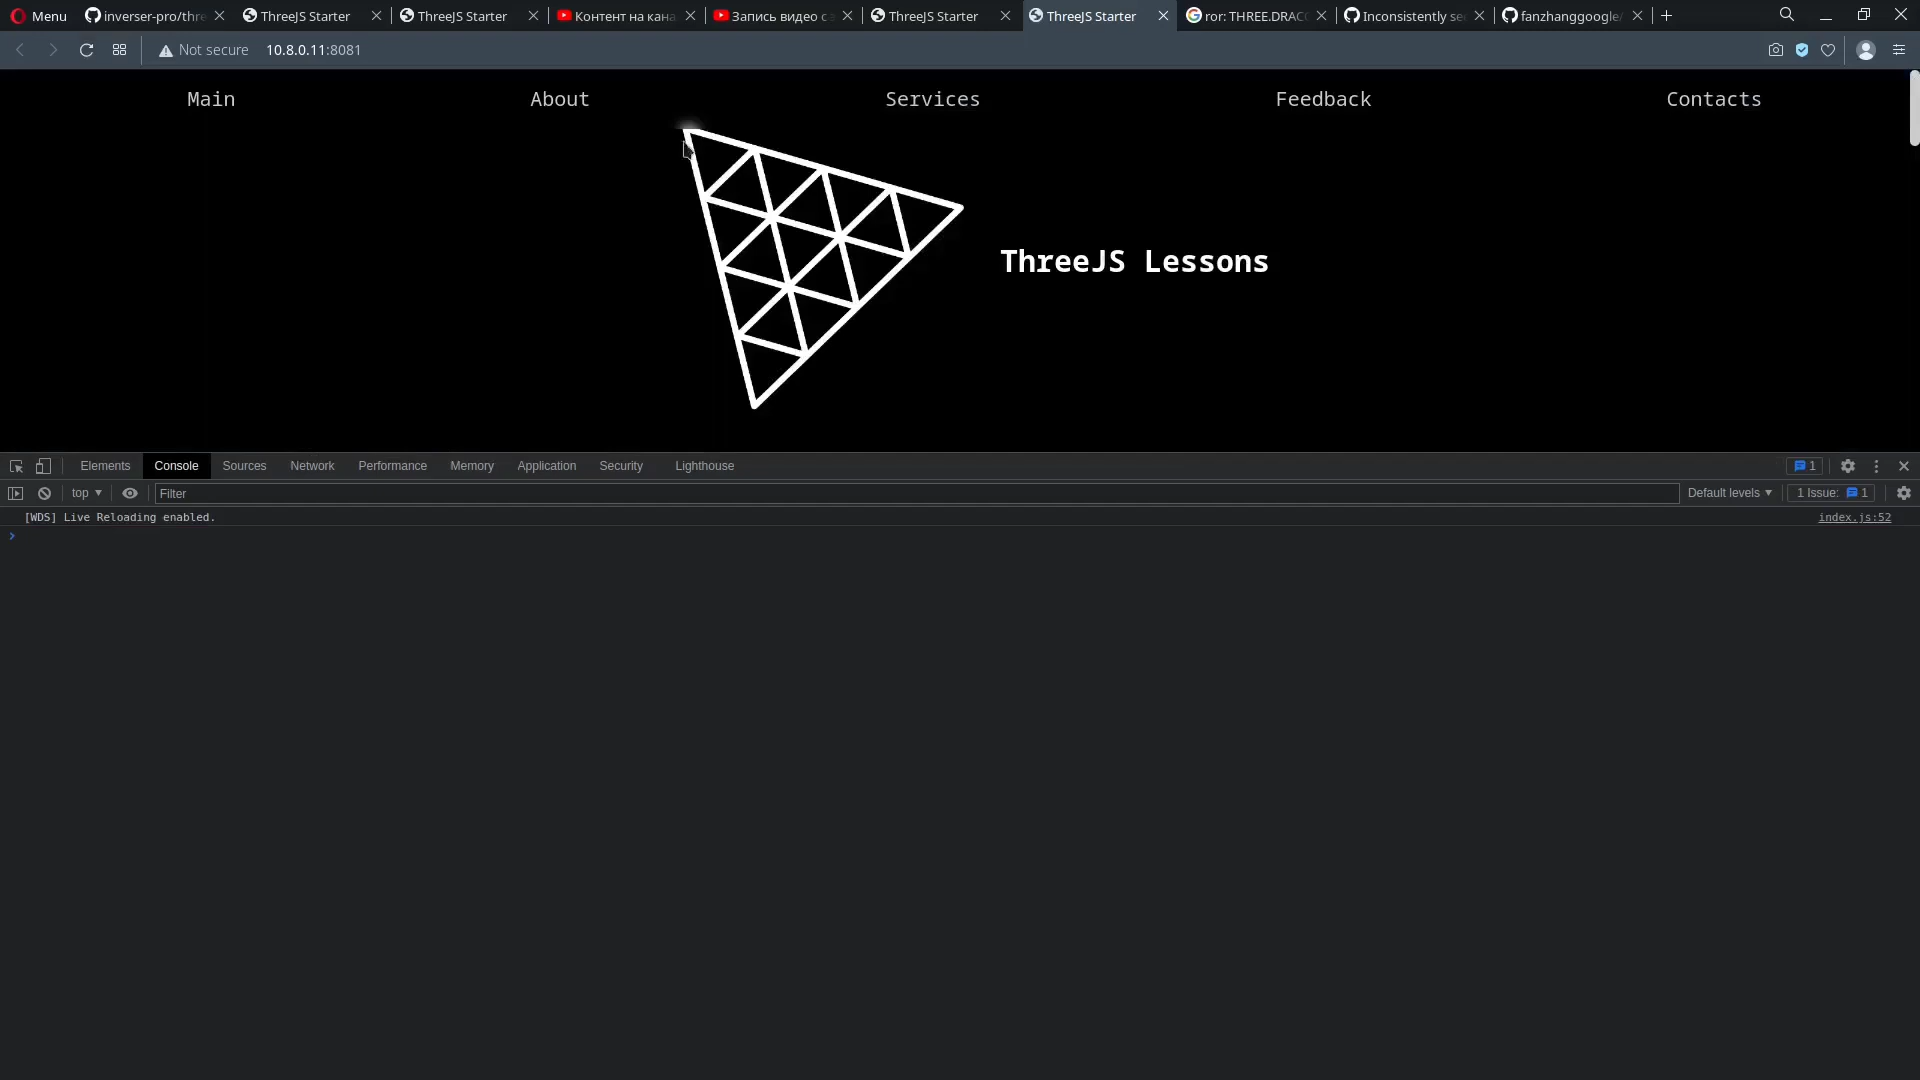 Menu inverser-pro/thre ThreeJS Starter ThreeJS Starter Контент на кана Запись видео с ThreeJS Starter ThreeJS Starter ror: THREE.DRAC Inconsistently se fanzhanggoogle/
Not secure 10.8.0.11:8081
Main About Services Feedback Contacts
ThreeJS Lessons
Elements Console Sources Network Performance Memory Application Security Lighthouse 1
top Filter Default levels 1 Issue: 1
[WDS] Live Reloading enabled. index.js:52